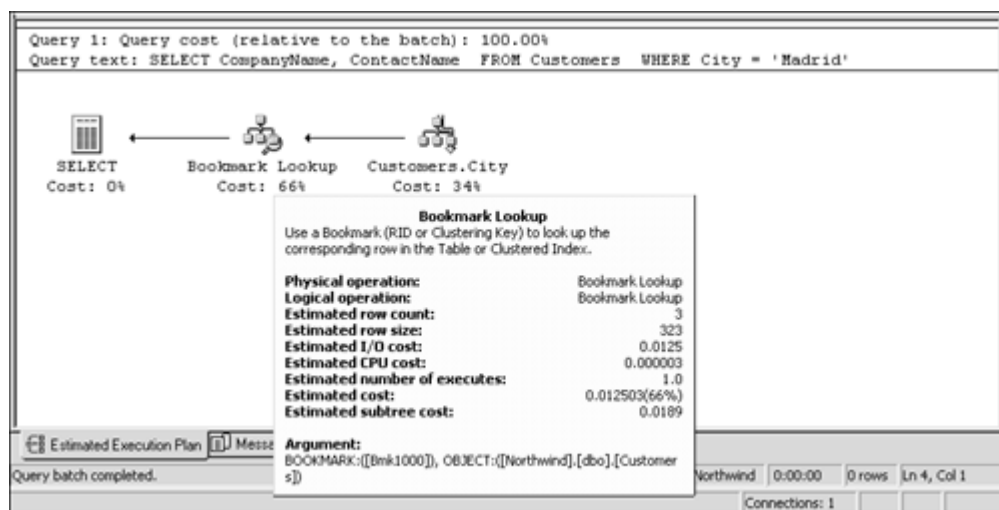 Query 1: Query cost (relative to the batch): 100.00%
Query text: SELECT CompanyName, ContactName FROM Customers WHERE City = 'Madrid'
SELECT Bookmark Lookup Customers.City
Cost: 0% Cost: 66% Cost: 34%
Bookmark Lookup
Use a Bookmark (RID or Clustering Key) to look up the
corresponding row in the Table or Clustered Index.
Physical operation: Bookmark Lookup
Logical operation: Bookmark Lookup
Estimated row count: 3
Estimated row size: 323
Estimated I/O cost: 0.0125
Estimated CPU cost: 0.000003
Estimated number of executes: 1.0
Estimated cost: 0.012503(66%)
Estimated subtree cost: 0.0189
Argument:
BOOKMARK:([Bmk1000]), OBJECT:([Northwind].[dbo].[Customer
s])
Estimated Execution Plan Messa
Query batch completed. Northwind 0:00:00 0 rows Ln 4, Col 1
Connections: 1